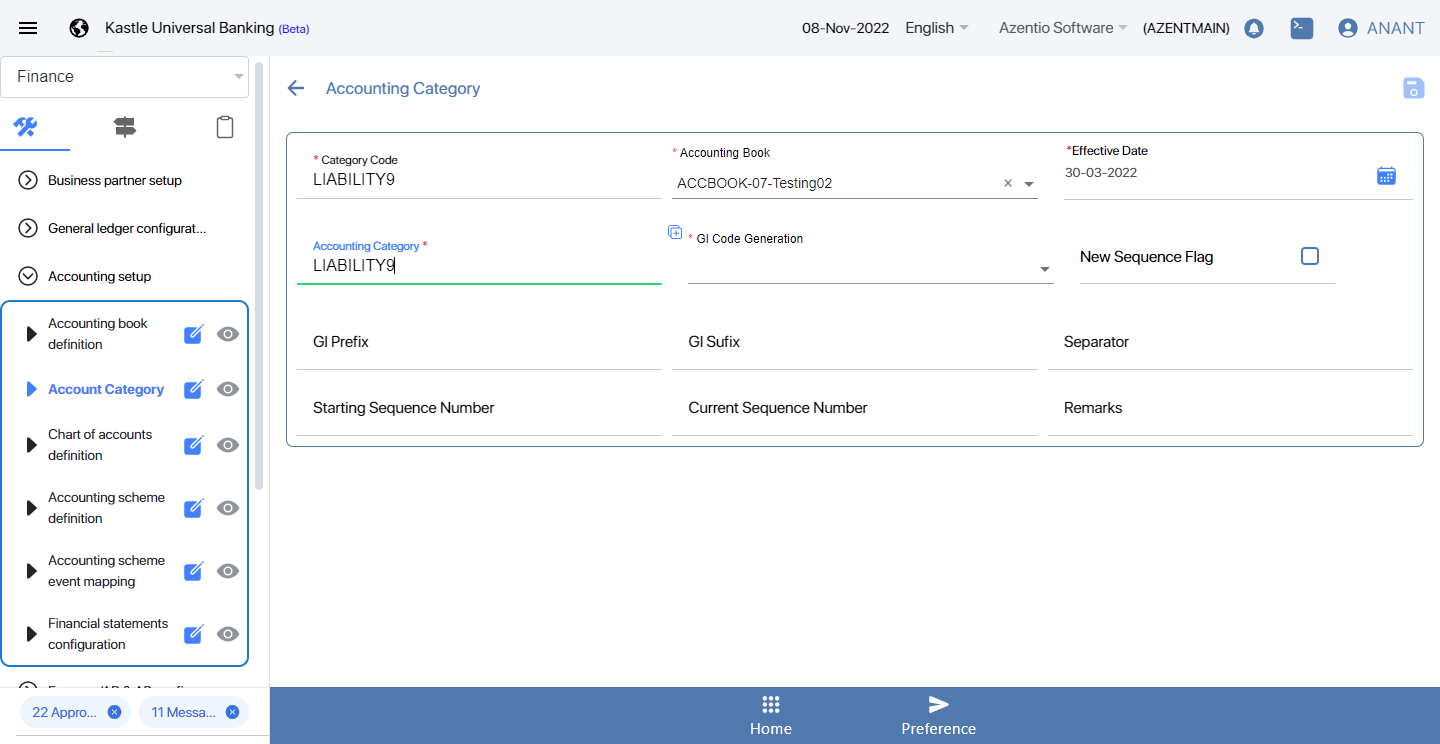 Kastle Universal Banking (Beta)
08-Nov-2022
English
Azentio Software
(AZENTMAIN)
ANANT
Finance
Business partner setup
General ledger configurat...
Accounting setup
Accounting book
definition
Account Category
Chart of accounts
definition
Accounting scheme
definition
Accounting scheme
event mapping
Financial statements
configuration
22 Appro...
11 Messa...
Accounting Category
* Category Code
LIABILITY9
* Accounting Book
ACCBOOK-07-Testing02
×
*Effective Date
30-03-2022
Accounting Category *
LIABILITY9
* GI Code Generation
New Sequence Flag
GI Prefix
GI Sufix
Separator
Starting Sequence Number
Current Sequence Number
Remarks
Home
Preference